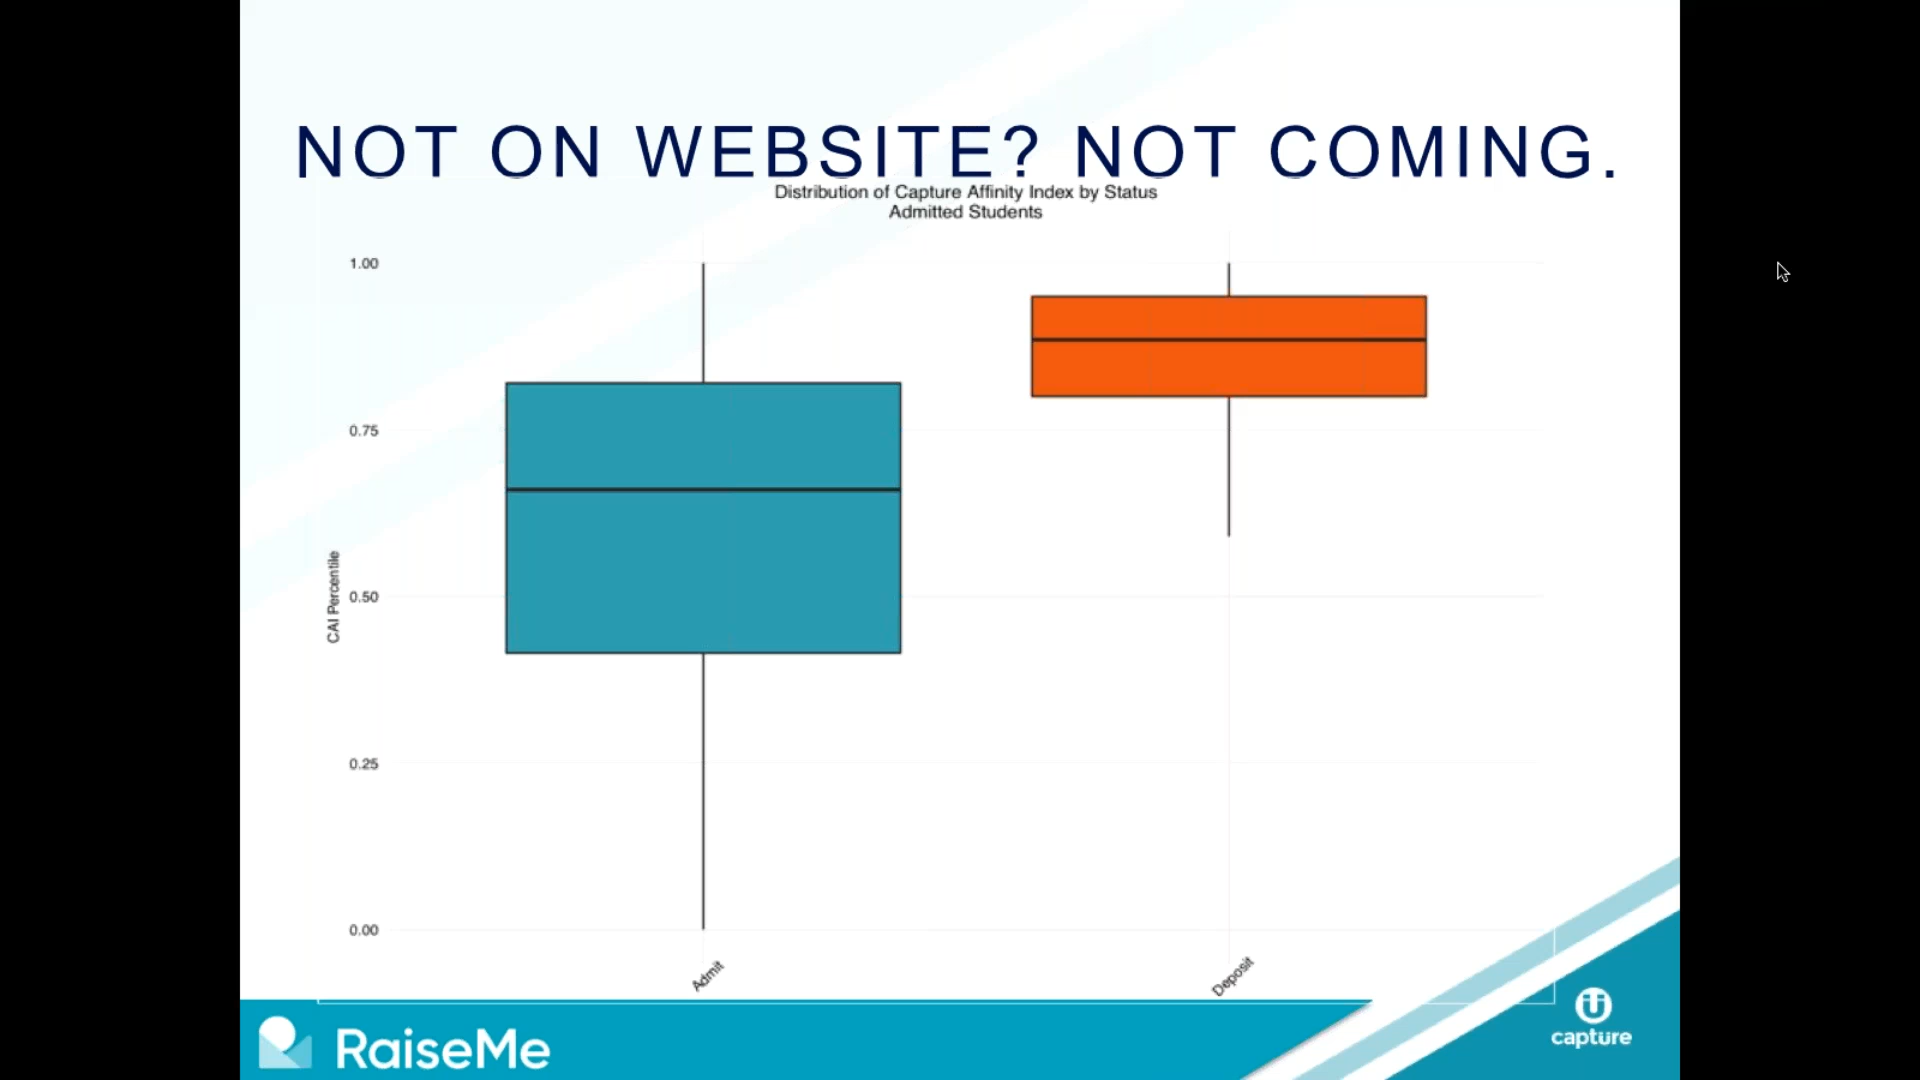 NOT ON WEBSITE? NOT COMING.
Distribution of Capture Affinity Index by Status
Admitted Students
1.00
0.75
0.50
0.25
0.00
CAI Percentile
Admit
Deposit
RaiseMe
capture